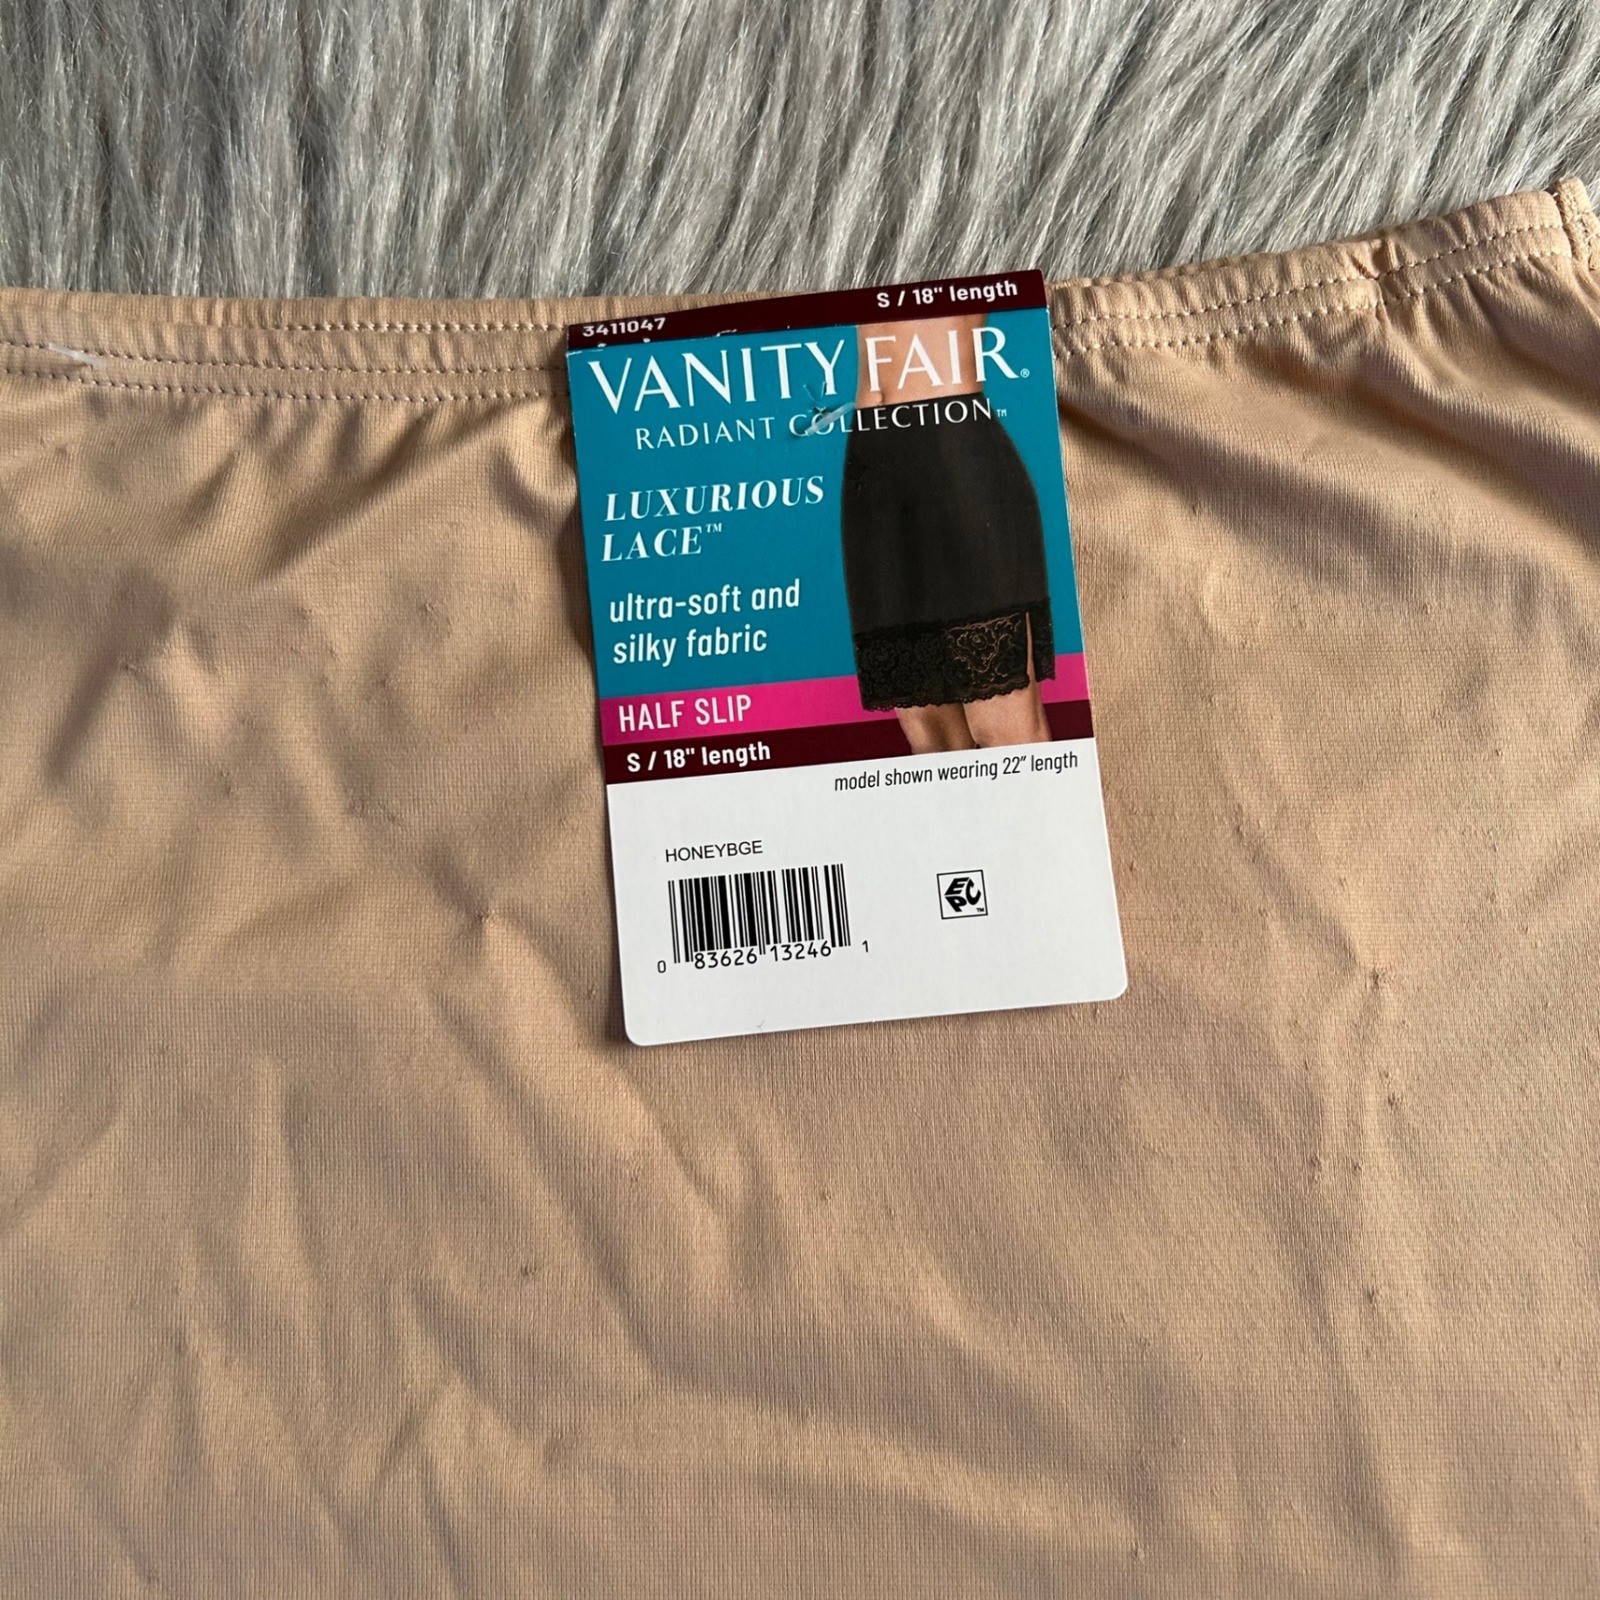 S / 18" length
3411047
VANITY FAIR®
RADIANT COLLECTION™
LUXURIOUS
LACE™
ultra-soft and
silky fabric
HALF SLIP
S / 18" length
model shown wearing 22" length
HONEYBGE
EPC™
0 83626 13246 1